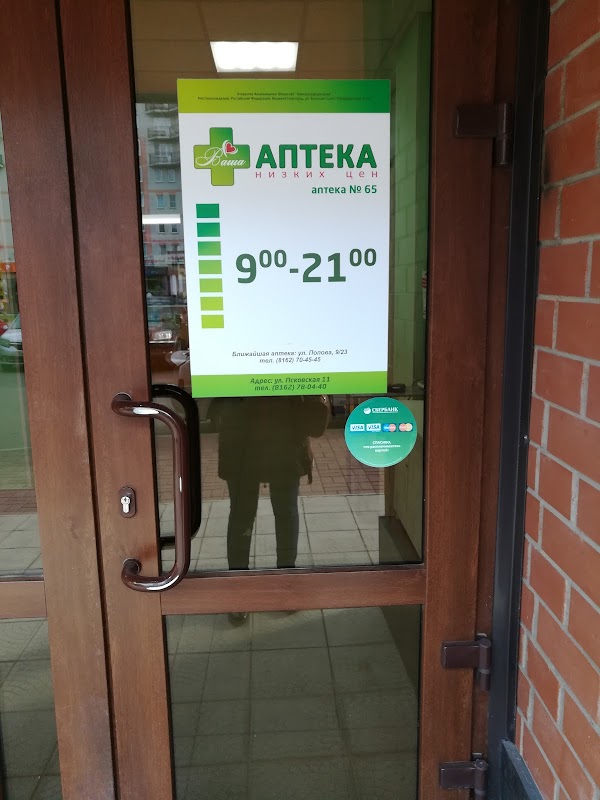 Ваша
АПТЕКА
низких цен
аптека № 65
9⁰⁰-21⁰⁰
Ближайшая аптека: ул. Попова, 9/23
тел. (8162) 70-45-45
Адрес: ул. Псковская 11
тел. (8162) 78-04-40
СБЕРБАНК
VISA VISA
СПАСИБО,